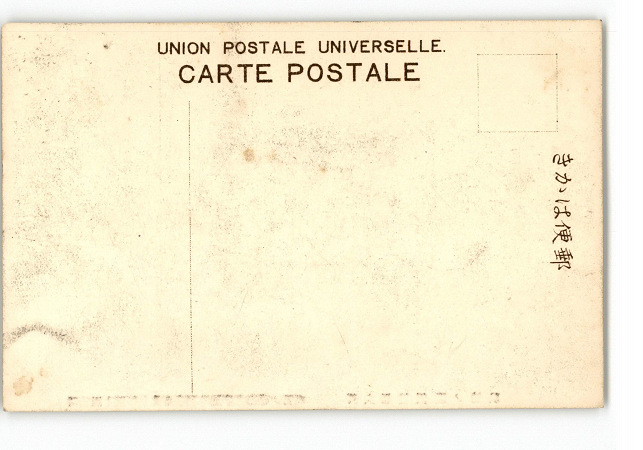 UNION POSTALE UNIVERSELLE.
CARTE POSTALE
きかは便郵